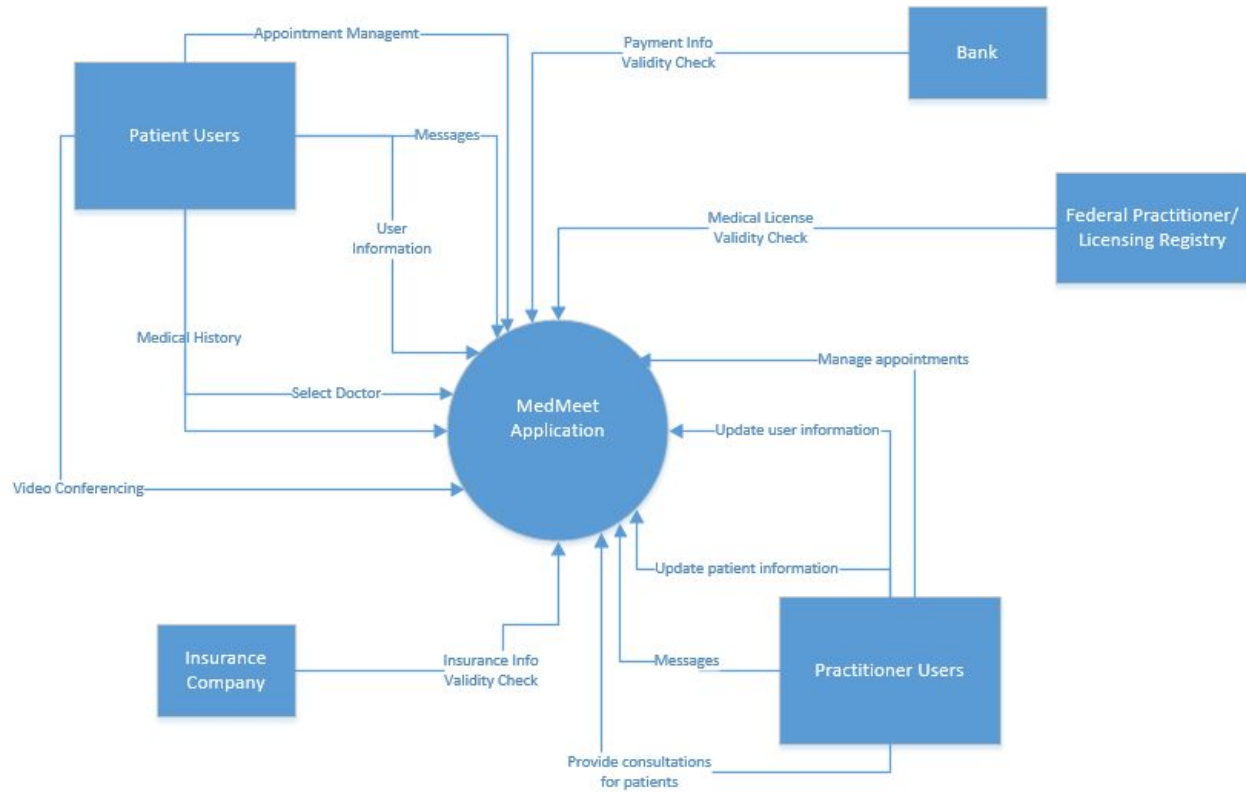 Appointment Managemt
Payment Info
Validity Check
Bank
Patient Users
Messages
User
Information
Medical License
Validity Check
Federal Practitioner/
Licensing Registry
Medical History
Select Doctor
MedMeet
Application
Manage appointments
Update user information
Video Conferencing
Update patient information
Insurance
Company
Insurance Info
Validity Check
Messages
Practitioner Users
Provide consultations
for patients